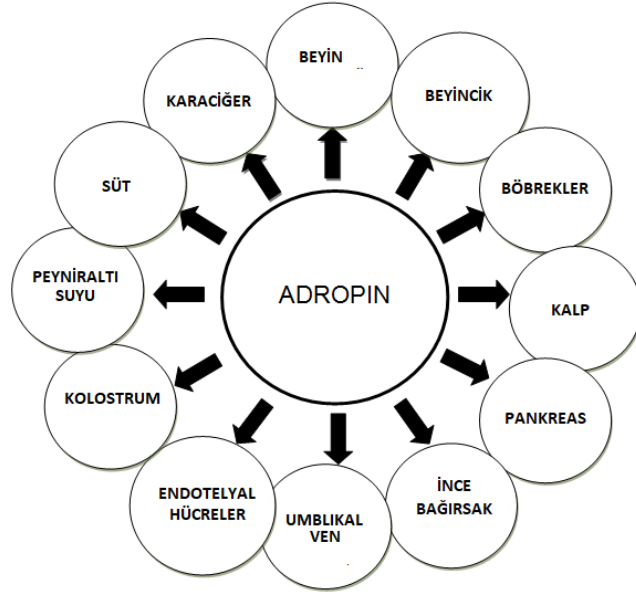 BEYİN
BEYİNCİK
BÖBREKLER
KALP
PANKREAS
İNCE
BAĞIRSAK
UMBLIKAL
VEN
ENDOTELYAL
HÜCRELER
KOLOSTRUM
PEYNİRALTI
SUYU
SÜT
KARACİĞER
ADROPIN